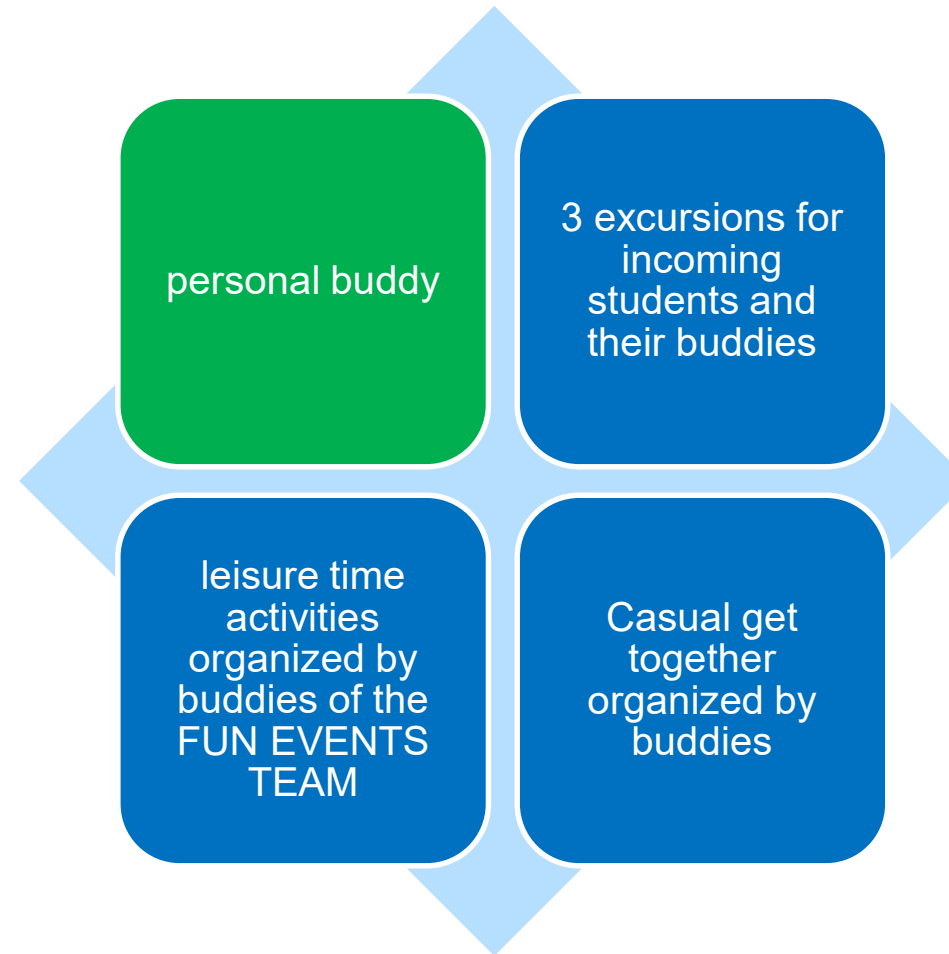 personal buddy
3 excursions for
incoming
students and
their buddies
leisure time
activities
organized by
buddies of the
FUN EVENTS
TEAM
Casual get
together
organized by
buddies